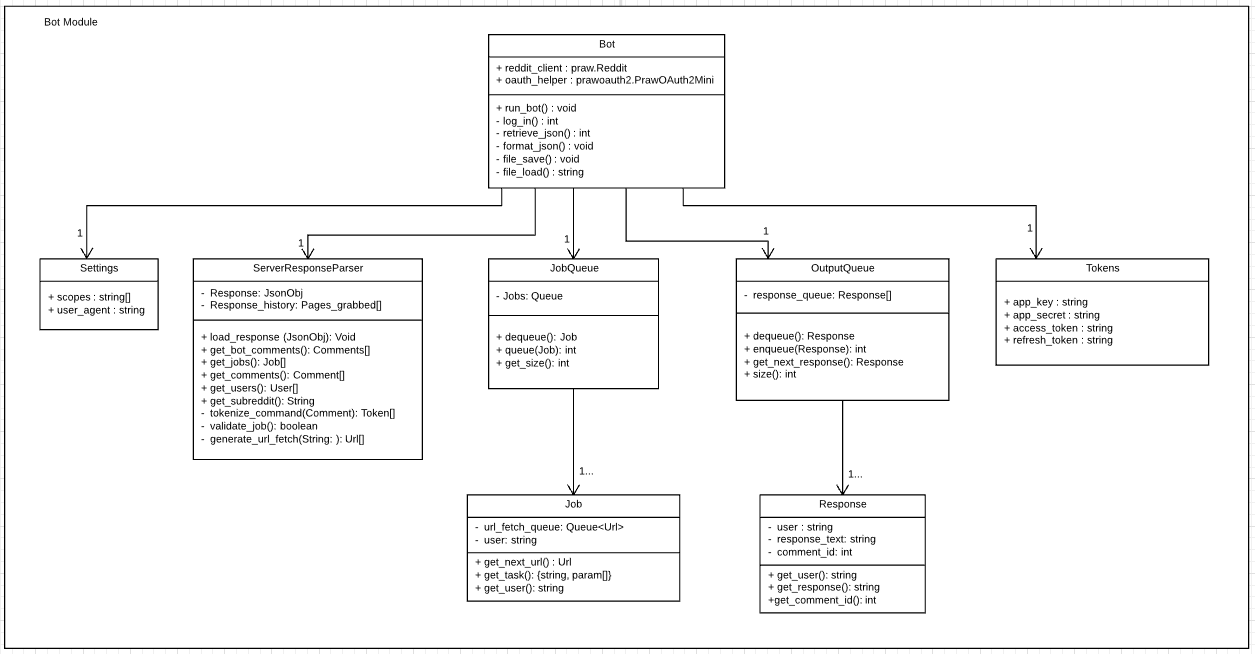 Bot Module
Bot
+ reddit_client : praw.Reddit
+ oauth_helper : prawoauth2.PrawOAuth2Mini
+ run_bot() : void
- log_in() : int
- retrieve_json() : int
- format_json() : void
- file_save() : void
- file_load() : string
1
1
1
1
1
Settings
+ scopes : string[]
+ user_agent : string
ServerResponseParser
- Response: JsonObj
- Response_history: Pages_grabbed[]
+ load_response (JsonObj): Void
+ get_bot_comments(): Comments[]
+ get_jobs(): Job[]
+ get_comments(): Comment[]
+ get_users(): User[]
+ get_subreddit(): String
- tokenize_command(Comment): Token[]
- validate_job(): boolean
- generate_url_fetch(String: ): Url[]
JobQueue
- Jobs: Queue
+ dequeue(): Job
+ queue(Job): int
+ get_size(): int
OutputQueue
- response_queue: Response[]
+ dequeue(): Response
+ enqueue(Response): int
+ get_next_response(): Response
+ size(): int
Tokens
+ app_key : string
+ app_secret : string
+ access_token : string
+ refresh_token : string
1...
1...
Job
- url_fetch_queue: Queue<Url>
- user: string
+ get_next_url() : Url
+ get_task(): {string, param[]}
+ get_user(): string
Response
- user : string
- response_text: string
- comment_id: int
+ get_user(): string
+ get_response(): string
+get_comment_id(): int